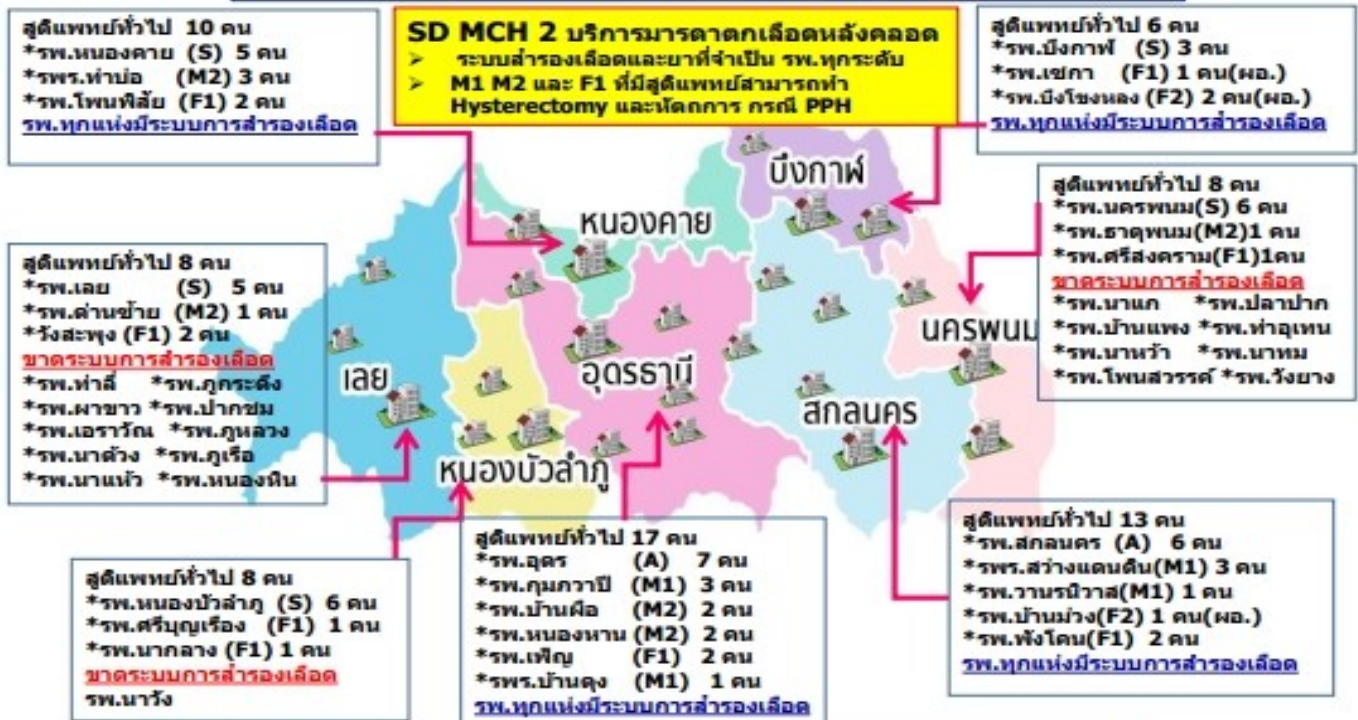 สูติแพทย์ทั่วไป 10 คน
*รพ.หนองคาย (S) 5 คน
*รพร.ท่าบ่อ (M2) 3 คน
*รพ.โพนพิสัย (F1) 2 คน
รพ.ทุกแห่งมีระบบการสำรองเลือด
SD MCH 2 บริการมารดาตกเลือดหลังคลอด
➢ ระบบสำรองเลือดและยาที่จำเป็น รพ.ทุกระดับ
➢ M1 M2 และ F1 ที่มีสูติแพทย์สามารถทำ
Hysterectomy และหัตถการ กรณี PPH
สูติแพทย์ทั่วไป 6 คน
*รพ.บึงกาฬ (S) 3 คน
*รพ.เซกา (F1) 1 คน(ผอ.)
*รพ.บึงโขงหลง (F2) 2 คน(ผอ.)
รพ.ทุกแห่งมีระบบการสำรองเลือด
สูติแพทย์ทั่วไป 8 คน
*รพ.นครพนม(S) 6 คน
*รพ.ธาตุพนม(M2)1 คน
*รพ.ศรีสงคราม(F1)1คน
ขาดระบบการสำรองเลือด
*รพ.นาแก *รพ.ปลาปาก
*รพ.บ้านแพง *รพ.ท่าอุเทน
*รพ.นาหว้า *รพ.นาทม
*รพ.โพนสวรรค์ *รพ.วังยาง
สูติแพทย์ทั่วไป 8 คน
*รพ.เลย (S) 5 คน
*รพ.ด่านซ้าย (M2) 1 คน
*วังสะพุง (F1) 2 คน
ขาดระบบการสำรองเลือด
*รพ.ท่าลี่ *รพ.ภูกระดึง
*รพ.ผาขาว *รพ.ปากชม
*รพ.เอราวัณ *รพ.ภูหลวง
*รพ.นาด้วง *รพ.ภูเรือ
*รพ.นาแห้ว *รพ.หนองหิน
บึงกาฬ
หนองคาย
นครพนม
เลย
อุดรธานี
สกลนคร
หนองบัวลำภู
สูติแพทย์ทั่วไป 8 คน
*รพ.หนองบัวลำภู (S) 6 คน
*รพ.ศรีบุญเรือง (F1) 1 คน
*รพ.นากลาง (F1) 1 คน
ขาดระบบการสำรองเลือด
รพ.นาวัง
สูติแพทย์ทั่วไป 17 คน
*รพ.อุดร (A) 7 คน
*รพ.กุมภวาปี (M1) 3 คน
*รพ.บ้านผือ (M2) 2 คน
*รพ.หนองหาน (M2) 2 คน
*รพ.เพ็ญ (F1) 2 คน
*รพร.บ้านดุง (M1) 1 คน
รพ.ทุกแห่งมีระบบการสำรองเลือด
สูติแพทย์ทั่วไป 13 คน
*รพ.สกลนคร (A) 6 คน
*รพร.สว่างแดนดิน(M1) 3 คน
*รพ.วานรนิวาส(M1) 1 คน
*รพ.บ้านม่วง(F2) 1 คน(ผอ.)
*รพ.พังโคน(F1) 2 คน
รพ.ทุกแห่งมีระบบการสำรองเลือด